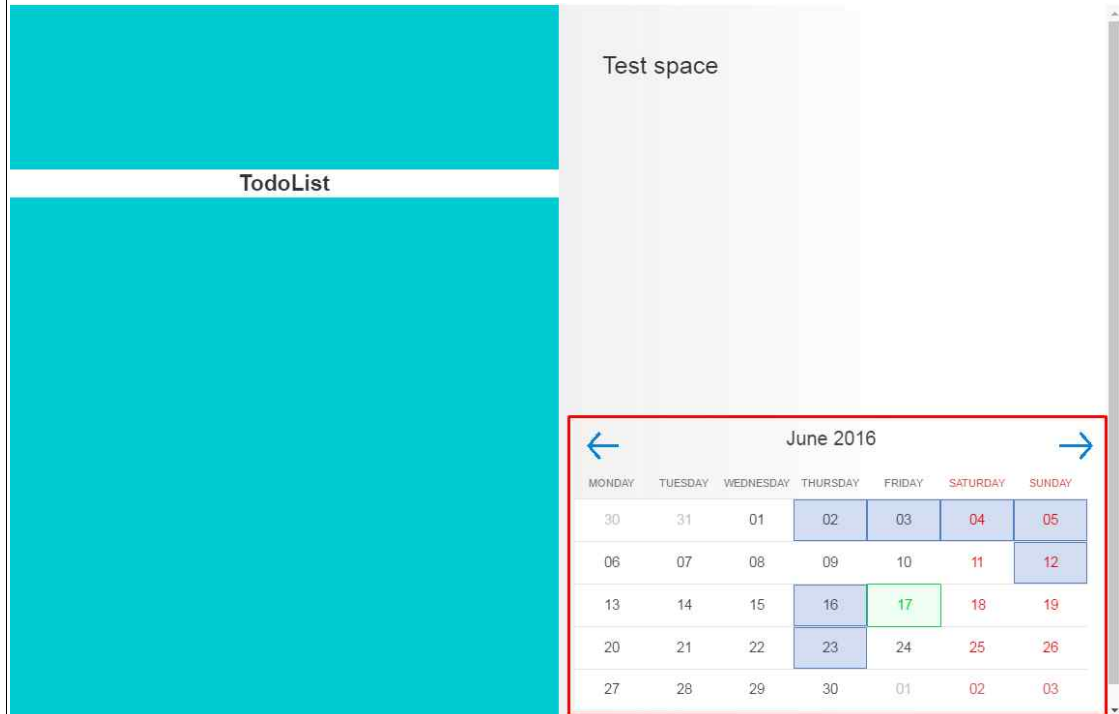 Test space
TodoList
June 2016
MONDAY TUESDAY WEDNESDAY THURSDAY FRIDAY SATURDAY SUNDAY
30 31 01 02 03 04 05
06 07 08 09 10 11 12
13 14 15 16 17 18 19
20 21 22 23 24 25 26
27 28 29 30 01 02 03